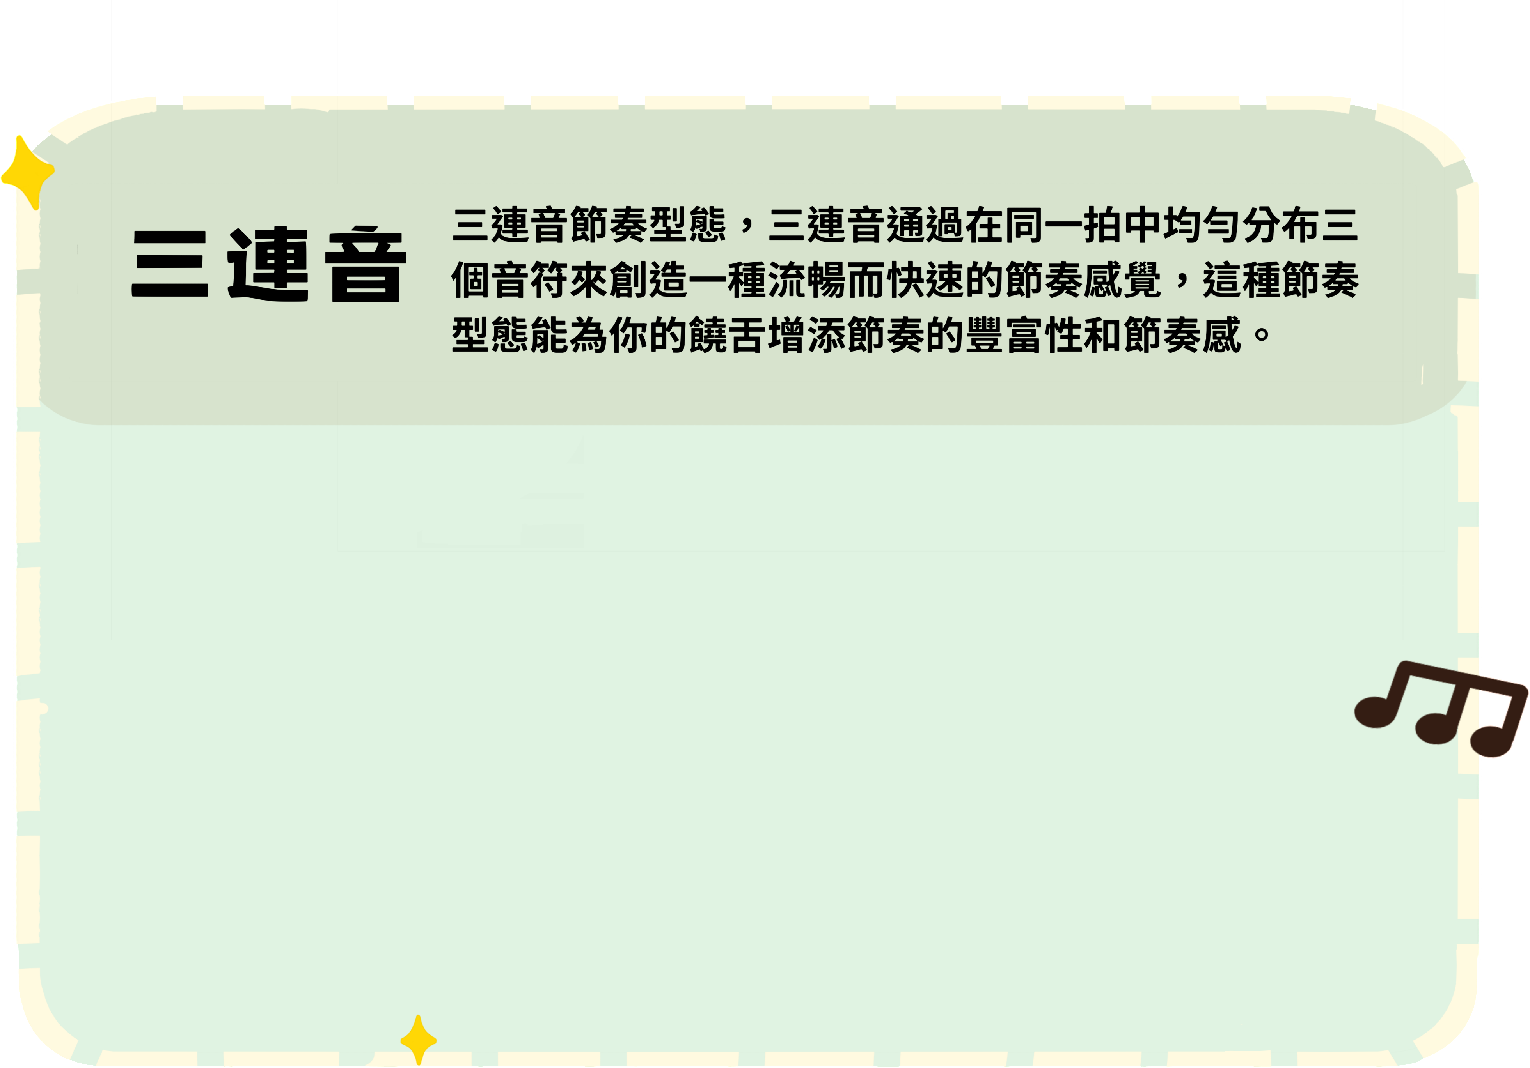 三連音
三連音節奏型態，三連音通過在同一拍中均勻分布三
個音符來創造一種流暢而快速的節奏感覺，這種節奏
型態能為你的饒舌增添節奏的豐富性和節奏感。